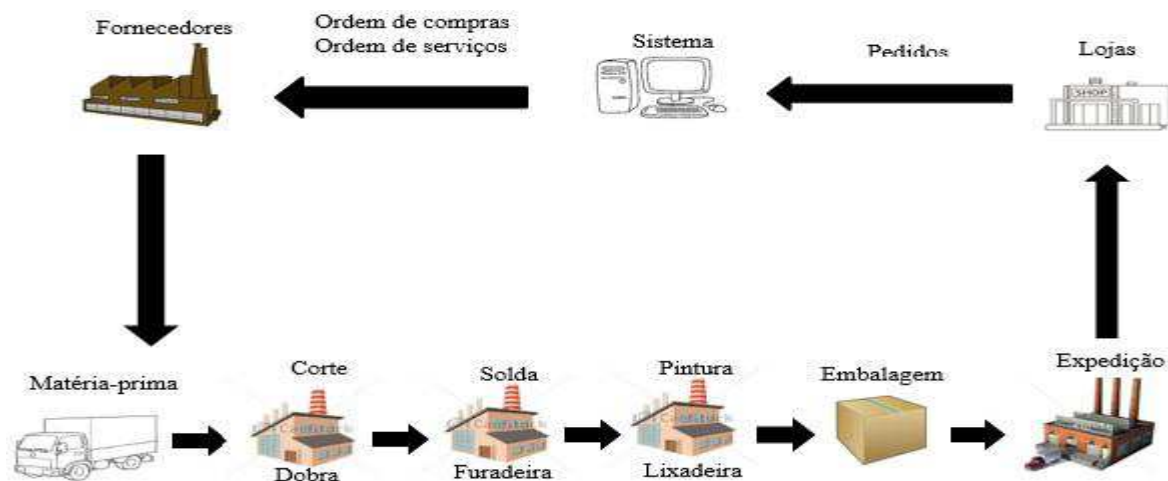 Fornecedores
Ordem de compras
Ordem de serviços
Sistema
Pedidos
Lojas
SHOP
Matéria-prima
Corte
Dobra
Solda
Furadeira
Pintura
Lixadeira
Embalagem
Expedição